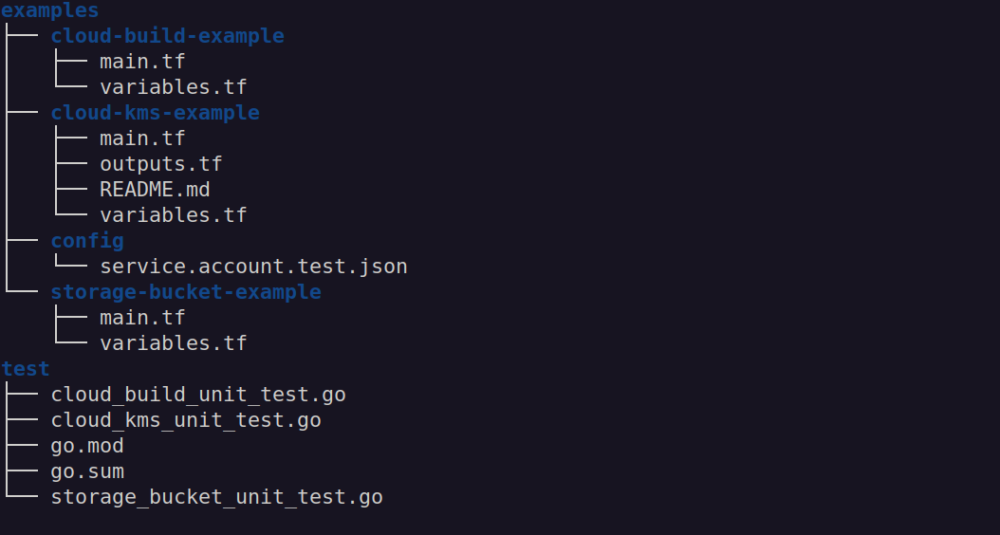 examples
├── cloud-build-example
│   ├── main.tf
│   └── variables.tf
├── cloud-kms-example
│   ├── main.tf
│   ├── outputs.tf
│   ├── README.md
│   └── variables.tf
├── config
│   └── service.account.test.json
└── storage-bucket-example
    ├── main.tf
    └── variables.tf
test
├── cloud_build_unit_test.go
├── cloud_kms_unit_test.go
├── go.mod
├── go.sum
└── storage_bucket_unit_test.go